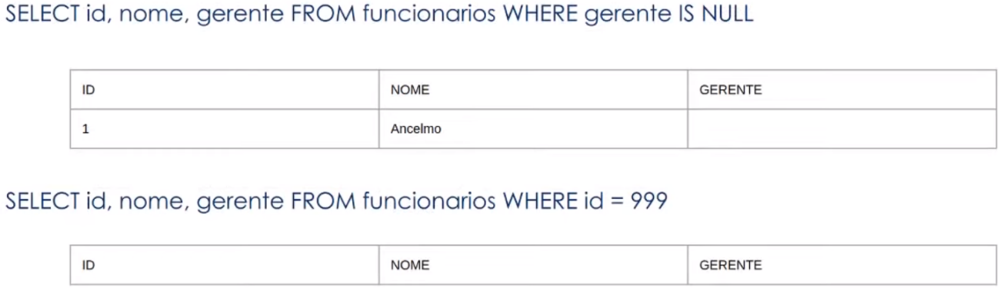 SELECT id, nome, gerente FROM funcionarios WHERE gerente IS NULL
ID NOME GERENTE
1 Ancelmo
SELECT id, nome, gerente FROM funcionarios WHERE id = 999
ID NOME GERENTE